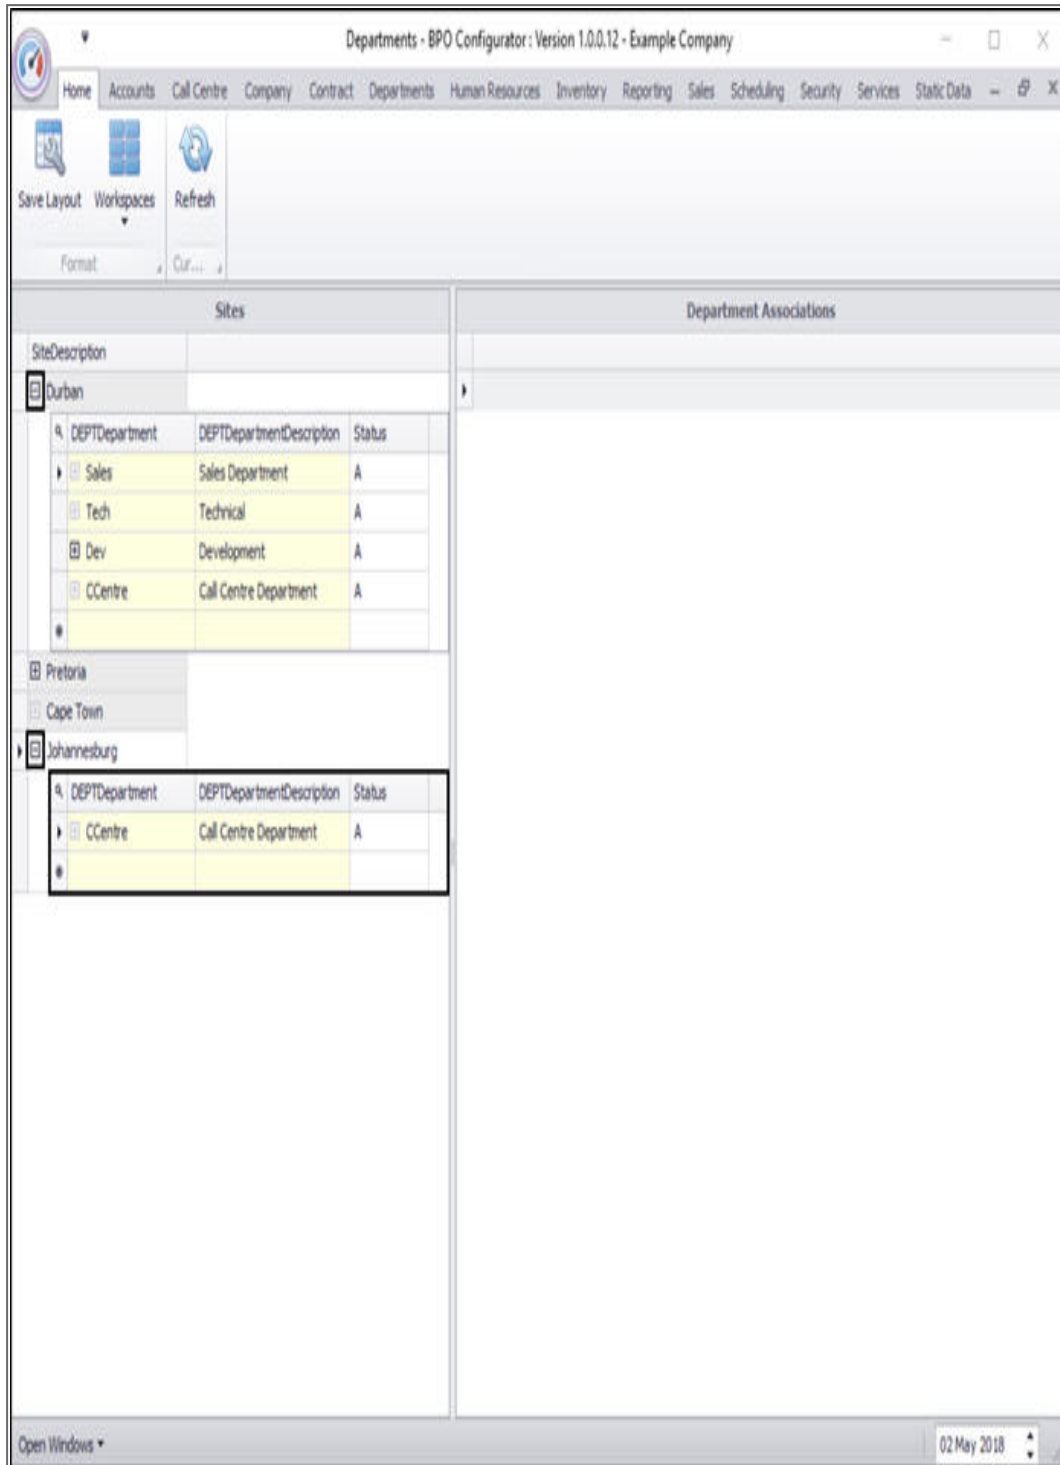 Departments - BPO Configurator : Version 1.0.0.12 - Example Company
Home Accounts Call Centre Company Contract Departments Human Resources Inventory Reporting Sales Scheduling Security Services Static Data
Save Layout Workspaces Refresh
Format Cur...
Sites Department Associations
SiteDescription
Durban
DEPTDepartment DEPTDepartmentDescription Status
Sales Sales Department A
Tech Technical A
Dev Development A
CCentre Call Centre Department A
Pretoria
Cape Town
Johannesburg
DEPTDepartment DEPTDepartmentDescription Status
CCentre Call Centre Department A
Open Windows 02 May 2018